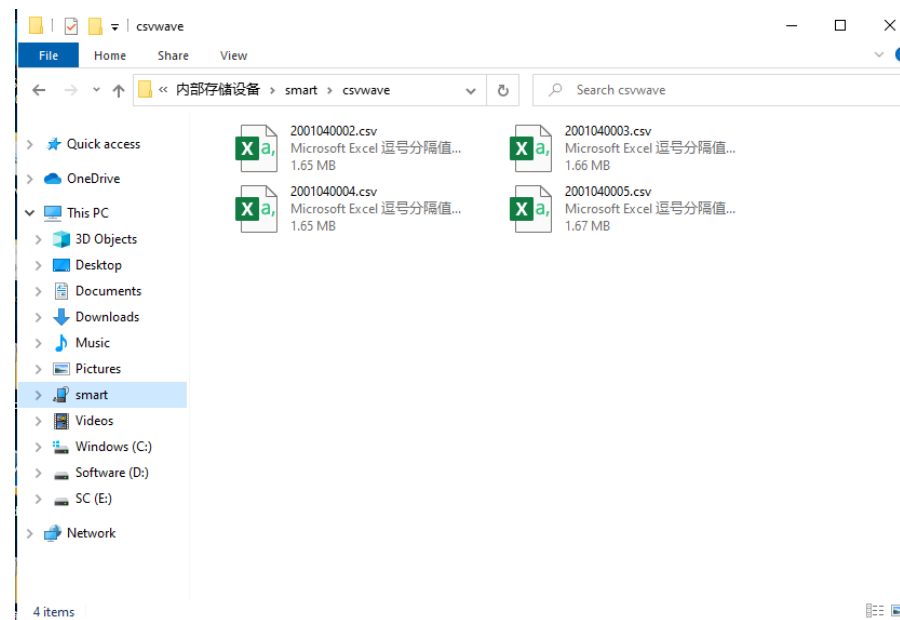 csvwave
File Home Share View
« 内部存储设备 › smart › csvwave
Search csvwave
Quick access
OneDrive
This PC
3D Objects
Desktop
Documents
Downloads
Music
Pictures
smart
Videos
Windows (C:)
Software (D:)
SC (E:)
Network
2001040002.csv
Microsoft Excel 逗号分隔值...
1.65 MB
2001040003.csv
Microsoft Excel 逗号分隔值...
1.66 MB
2001040004.csv
Microsoft Excel 逗号分隔值...
1.65 MB
2001040005.csv
Microsoft Excel 逗号分隔值...
1.67 MB
4 items